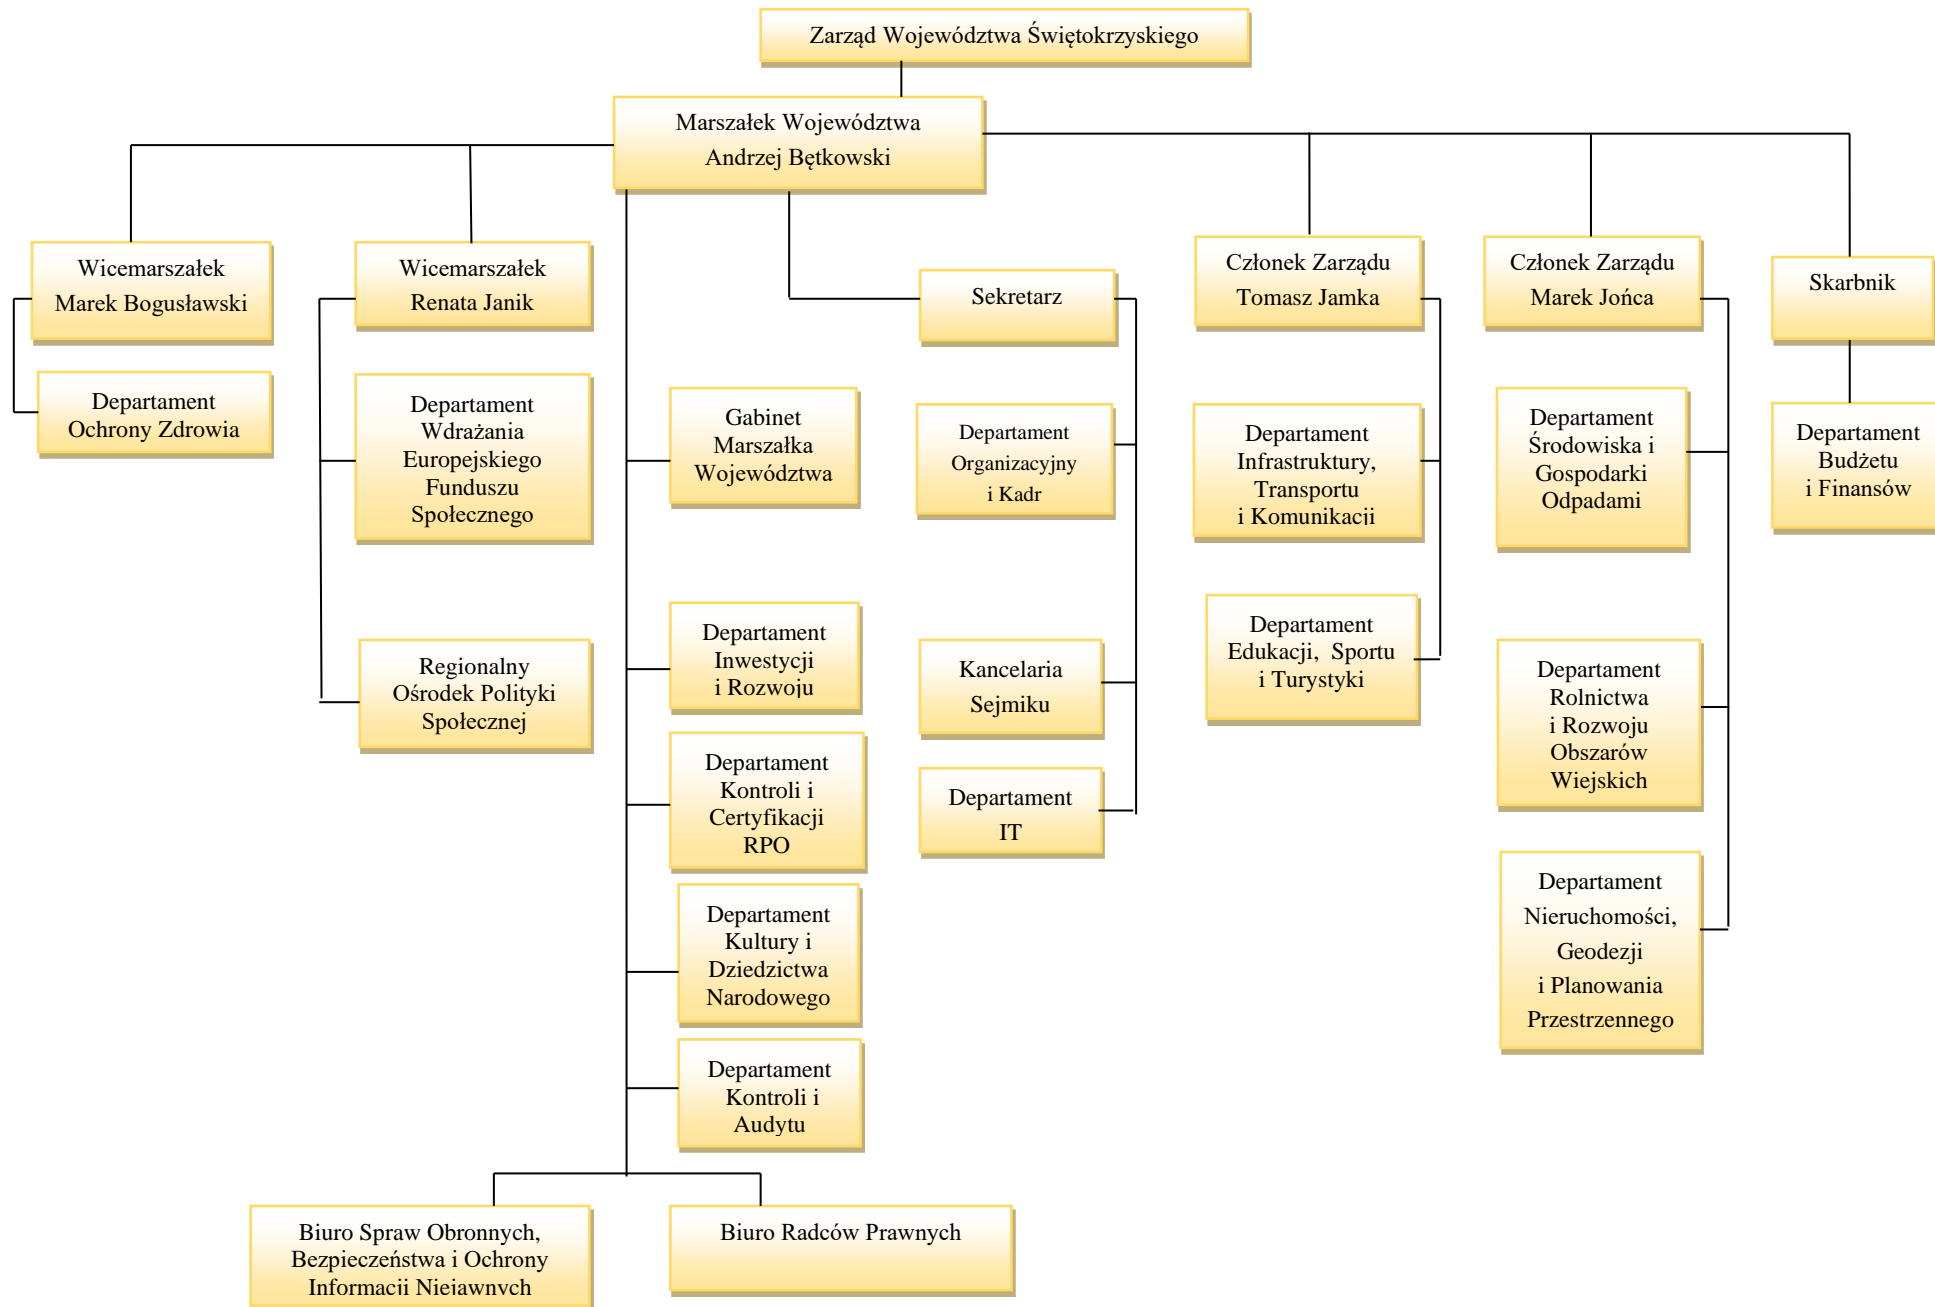 Zarząd Województwa Świętokrzyskiego
Marszałek Województwa
Andrzej Bętkowski
Wicemarszałek
Marek Bogusławski
Wicemarszałek
Renata Janik
Sekretarz
Członek Zarządu
Tomasz Jamka
Członek Zarządu
Marek Jońca
Skarbnik
Departament
Ochrony Zdrowia
Departament
Wdrażania
Europejskiego
Funduszu
Społecznego
Gabinet
Marszałka
Województwa
Departament
Organizacyjny
i Kadr
Departament
Infrastruktury,
Transportu
i Komunikacji
Departament
Środowiska i
Gospodarki
Odpadami
Departament
Budżetu
i Finansów
Regionalny
Ośrodek Polityki
Społecznej
Departament
Inwestycji
i Rozwoju
Kancelaria
Sejmiku
Departament
Edukacji, Sportu
i Turystyki
Departament
Rolnictwa
i Rozwoju
Obszarów
Wiejskich
Departament
Kontroli i
Certyfikacji
RPO
Departament
IT
Departament
Kultury i
Dziedzictwa
Narodowego
Departament
Nieruchomości,
Geodezji
i Planowania
Przestrzennego
Departament
Kontroli i
Audytu
Biuro Spraw Obronnych,
Bezpieczeństwa i Ochrony
Informacji Niejawnych
Biuro Radców Prawnych